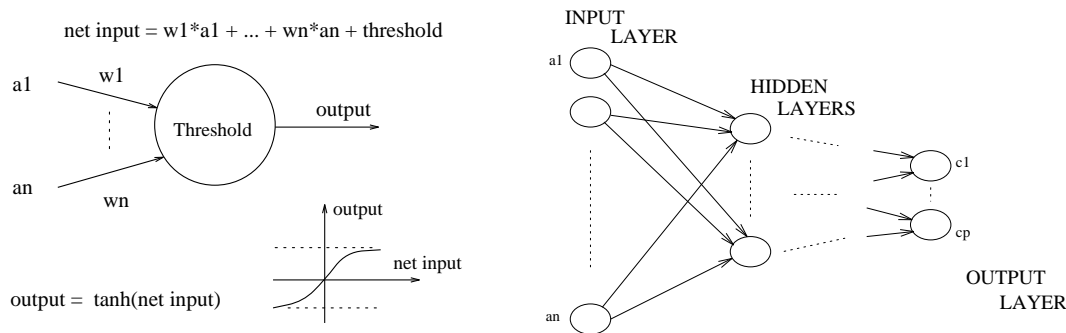 net input = w1*a1 + ... + wn*an + threshold
a1
w1
Threshold
output
an
wn
output
net input
output = tanh(net input)
INPUT
LAYER
a1
HIDDEN
LAYERS
c1
cp
an
OUTPUT
LAYER